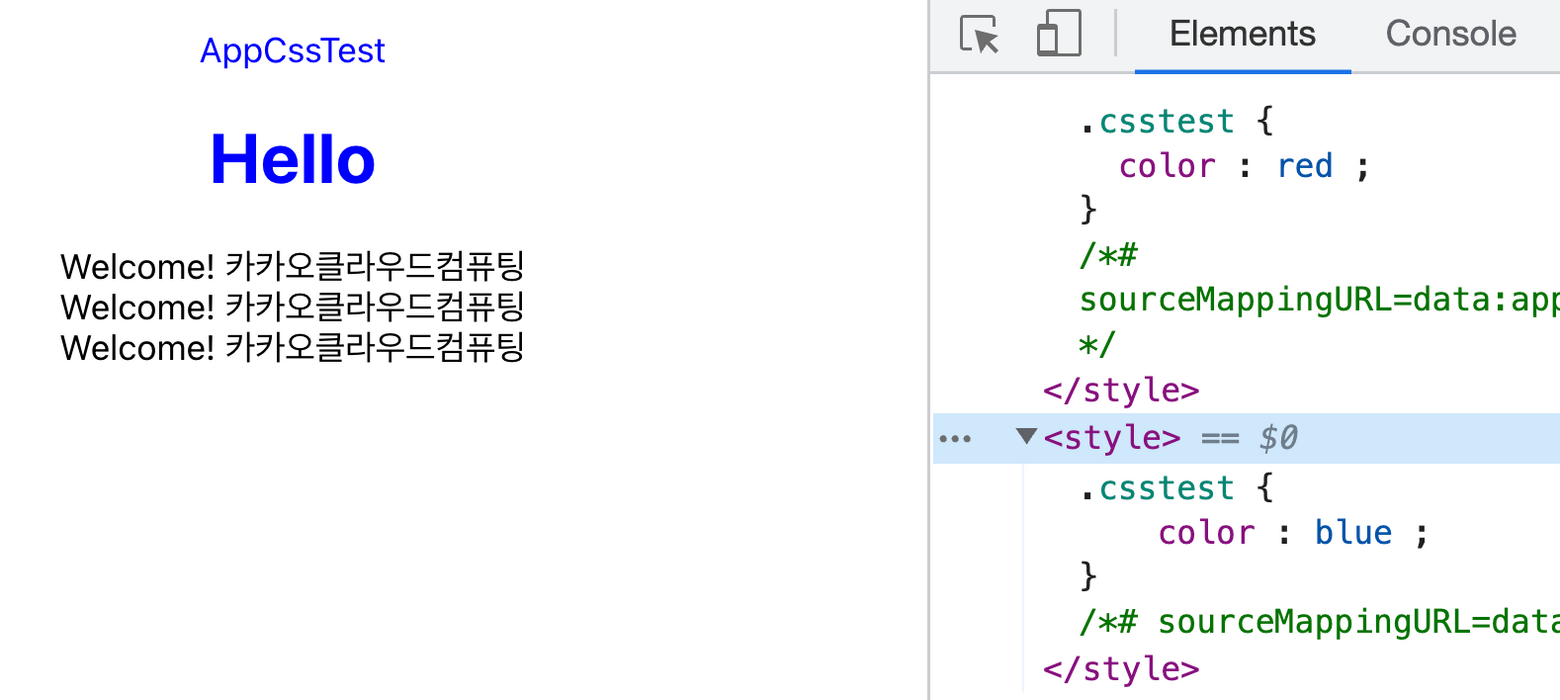 AppCssTest
Hello
Welcome! 카카오클라우드컴퓨팅
Welcome! 카카오클라우드컴퓨팅
Welcome! 카카오클라우드컴퓨팅
Elements Console
.csstest {
color : red ;
}
/*#
sourceMappingURL=data:app
*/
</style>
… ▼<style> == $0
.csstest {
color : blue ;
}
/*# sourceMappingURL=data
</style>